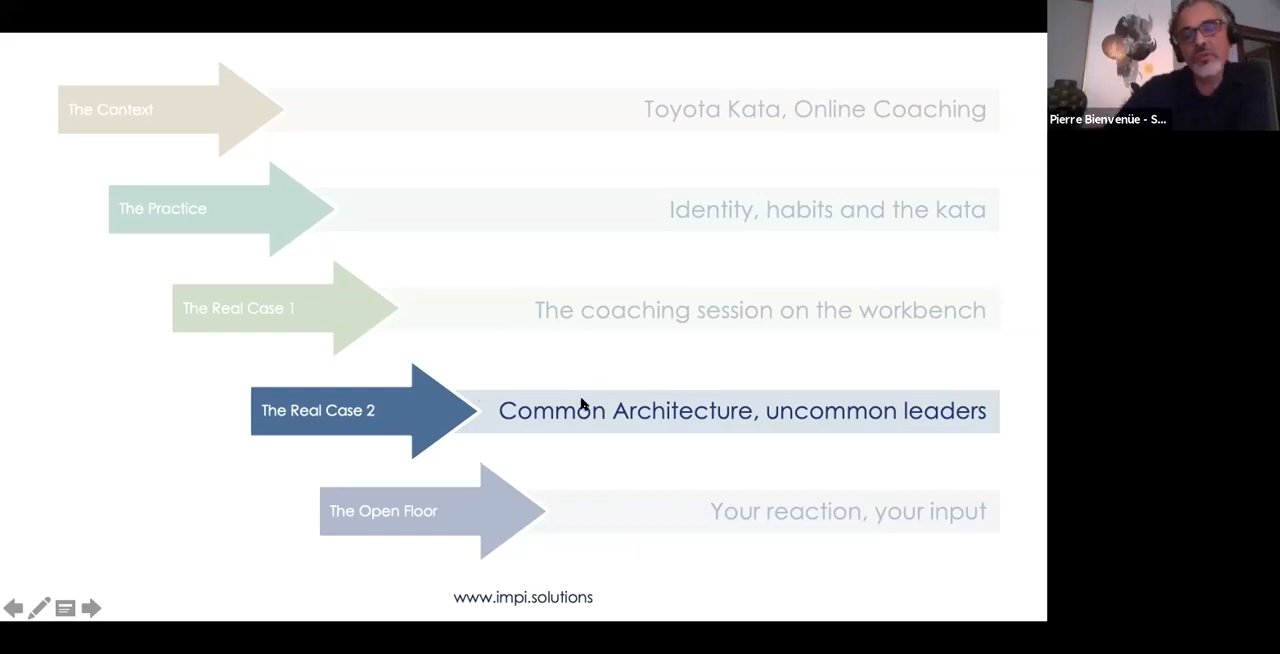 The Context
Toyota Kata, Online Coaching
The Practice
Identity, habits and the kata
The Real Case 1
The coaching session on the workbench
The Real Case 2
Common Architecture, uncommon leaders
The Open Floor
Your reaction, your input
www.impi.solutions
Pierre Bienvenüe - S...